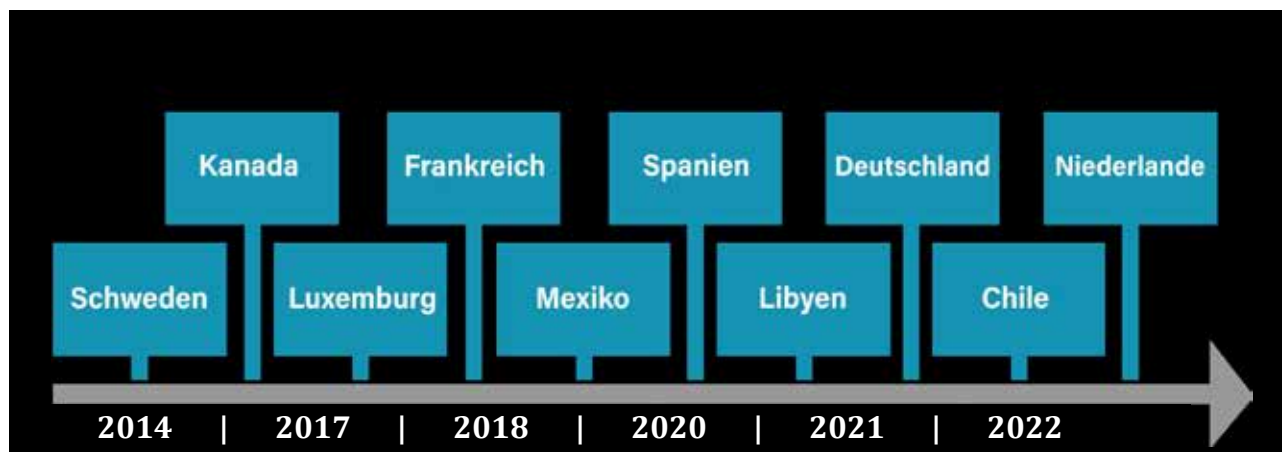 Kanada Frankreich Spanien Deutschland Niederlande
Schweden Luxemburg Mexiko Libyen Chile
2014 | 2017 | 2018 | 2020 | 2021 | 2022